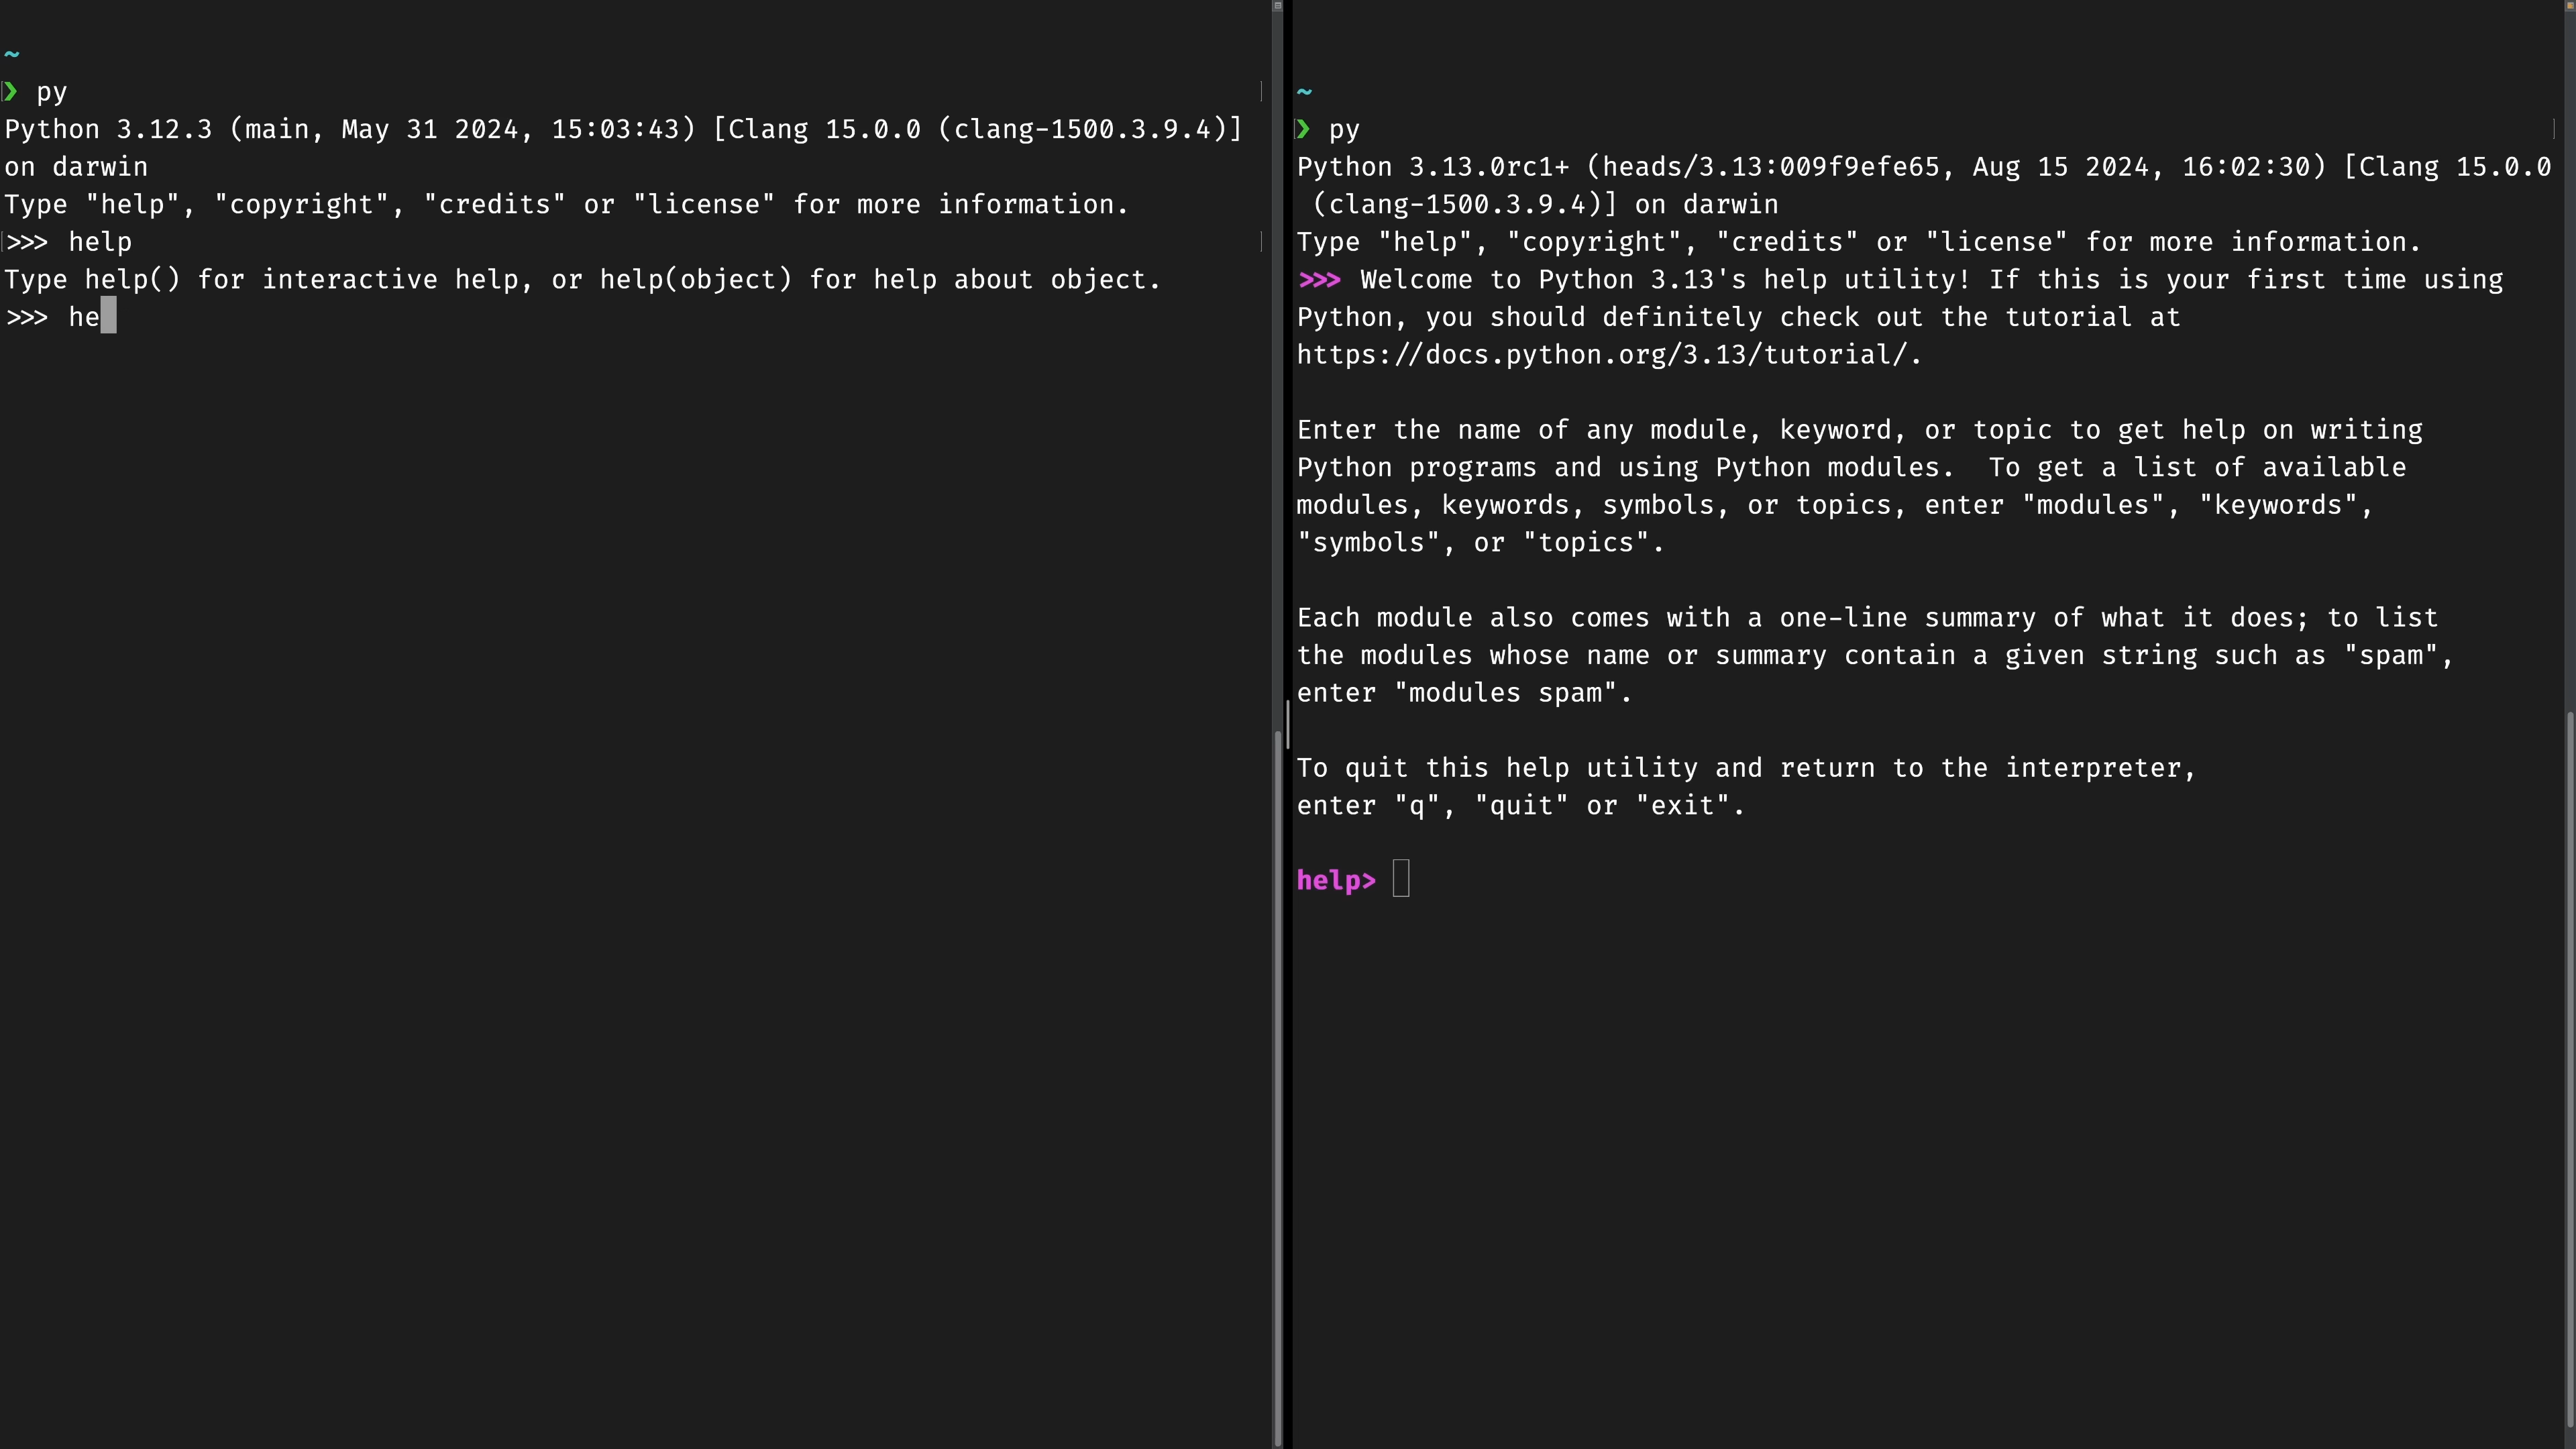 ~
❯ py
Python 3.12.3 (main, May 31 2024, 15:03:43) [Clang 15.0.0 (clang-1500.3.9.4)]
on darwin
Type "help", "copyright", "credits" or "license" for more information.
>>> help
Type help() for interactive help, or help(object) for help about object.
>>> he
~
❯ py
Python 3.13.0rc1+ (heads/3.13:009f9efe65, Aug 15 2024, 16:02:30) [Clang 15.0.0
(clang-1500.3.9.4)] on darwin
Type "help", "copyright", "credits" or "license" for more information.
>>> Welcome to Python 3.13's help utility! If this is your first time using
Python, you should definitely check out the tutorial at
https://docs.python.org/3.13/tutorial/.
Enter the name of any module, keyword, or topic to get help on writing
Python programs and using Python modules.  To get a list of available
modules, keywords, symbols, or topics, enter "modules", "keywords",
"symbols", or "topics".
Each module also comes with a one-line summary of what it does; to list
the modules whose name or summary contain a given string such as "spam",
enter "modules spam".
To quit this help utility and return to the interpreter,
enter "q", "quit" or "exit".
help>